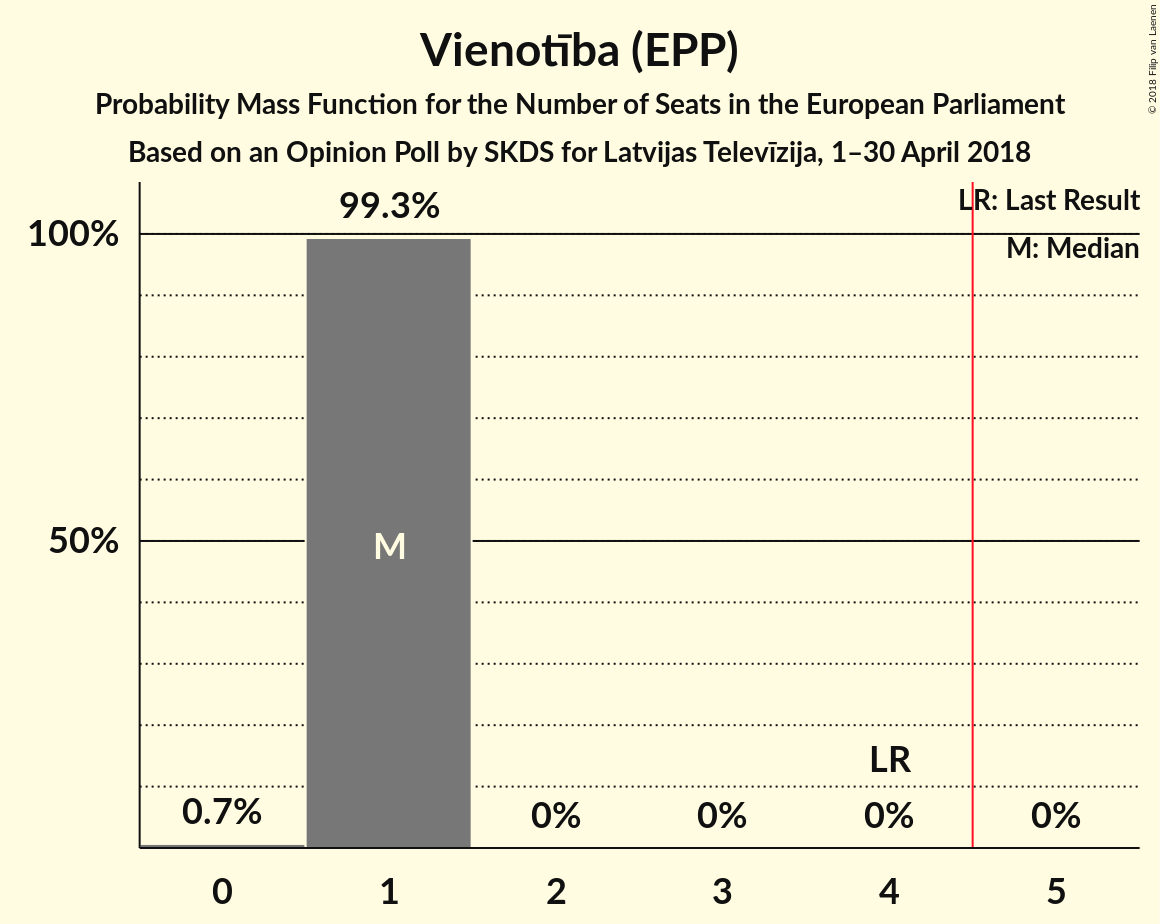 Vienotība (EPP)
Probability Mass Function for the Number of Seats in the European Parliament
Based on an Opinion Poll by SKDS for Latvijas Televīzija, 1–30 April 2018
© 2018 Filip van Laenen
LR: Last Result
M: Median
99.3%
100%
50%
M
LR
0.7%
0%
0%
0%
0%
0 1 2 3 4 5